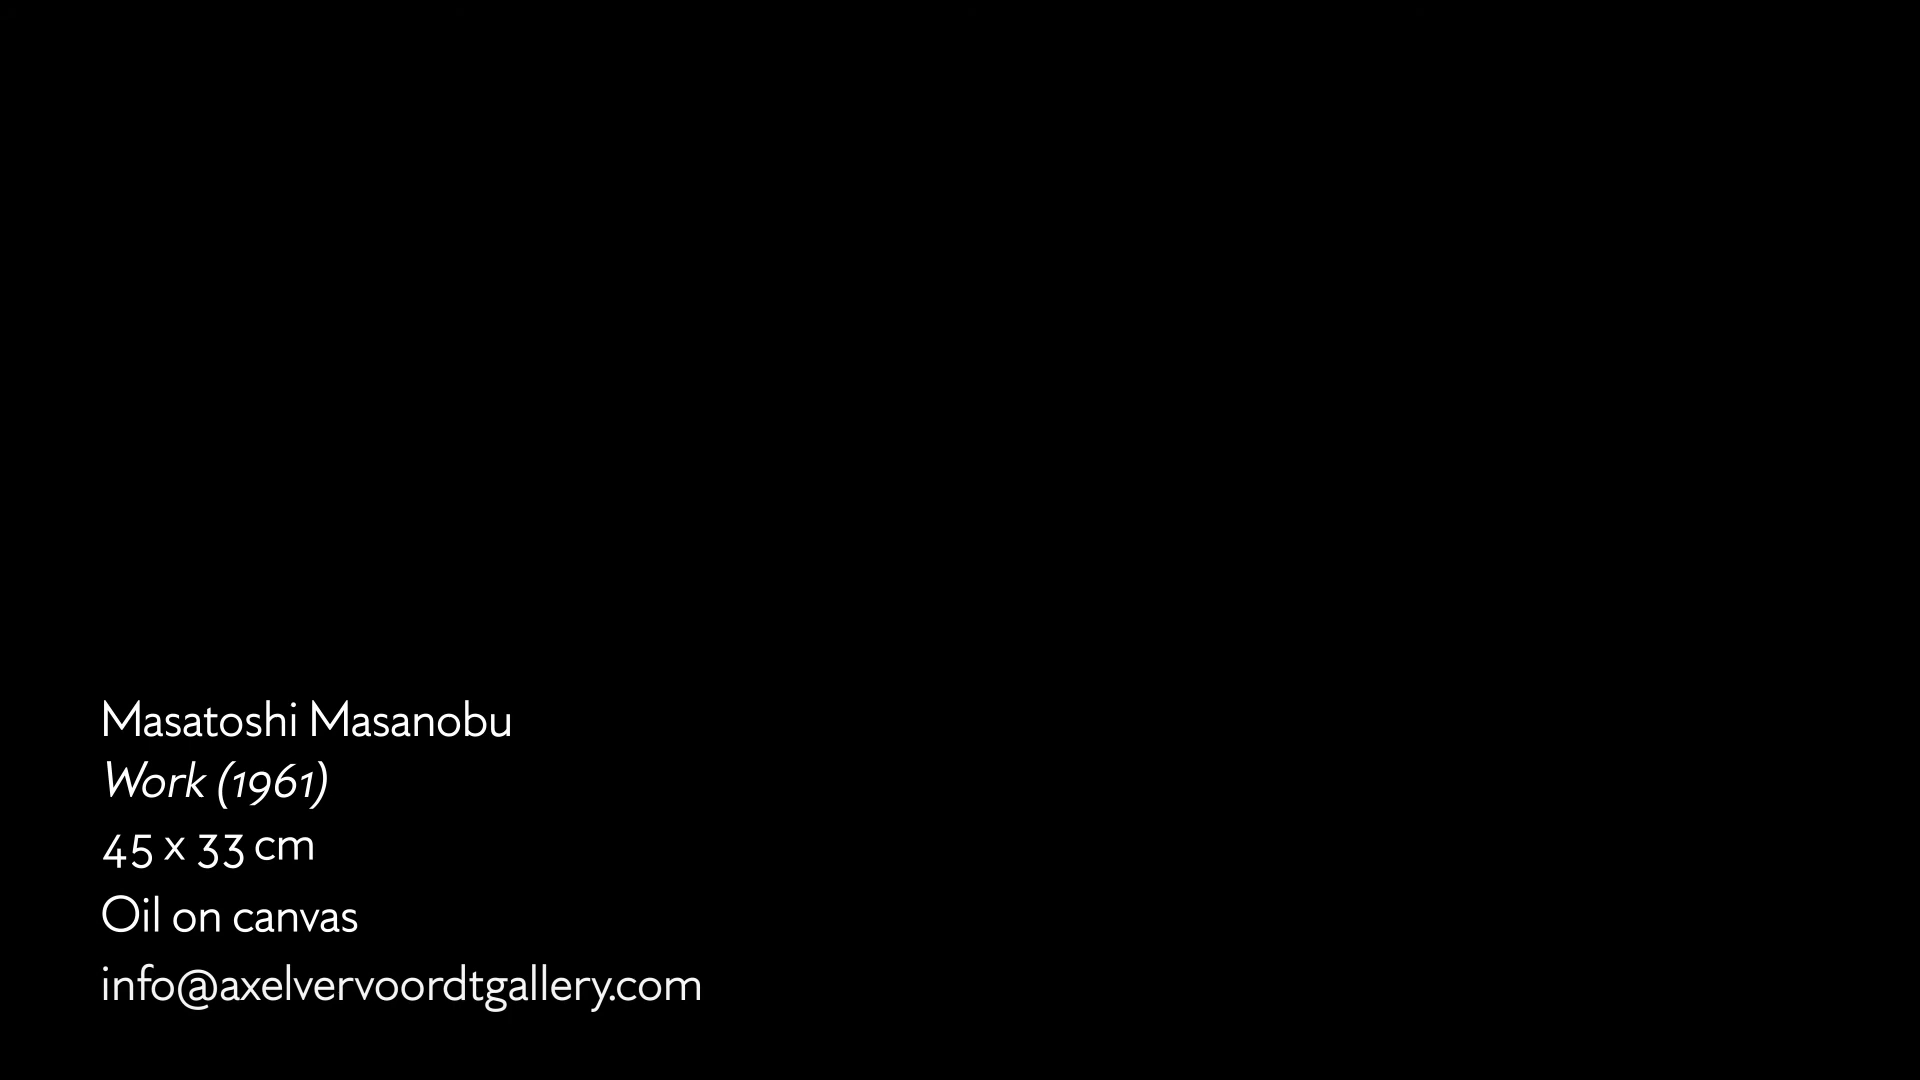 Masatoshi Masanobu
Work (1961)
45 x 33 cm
Oil on canvas
info@axelvervoordtgallery.com